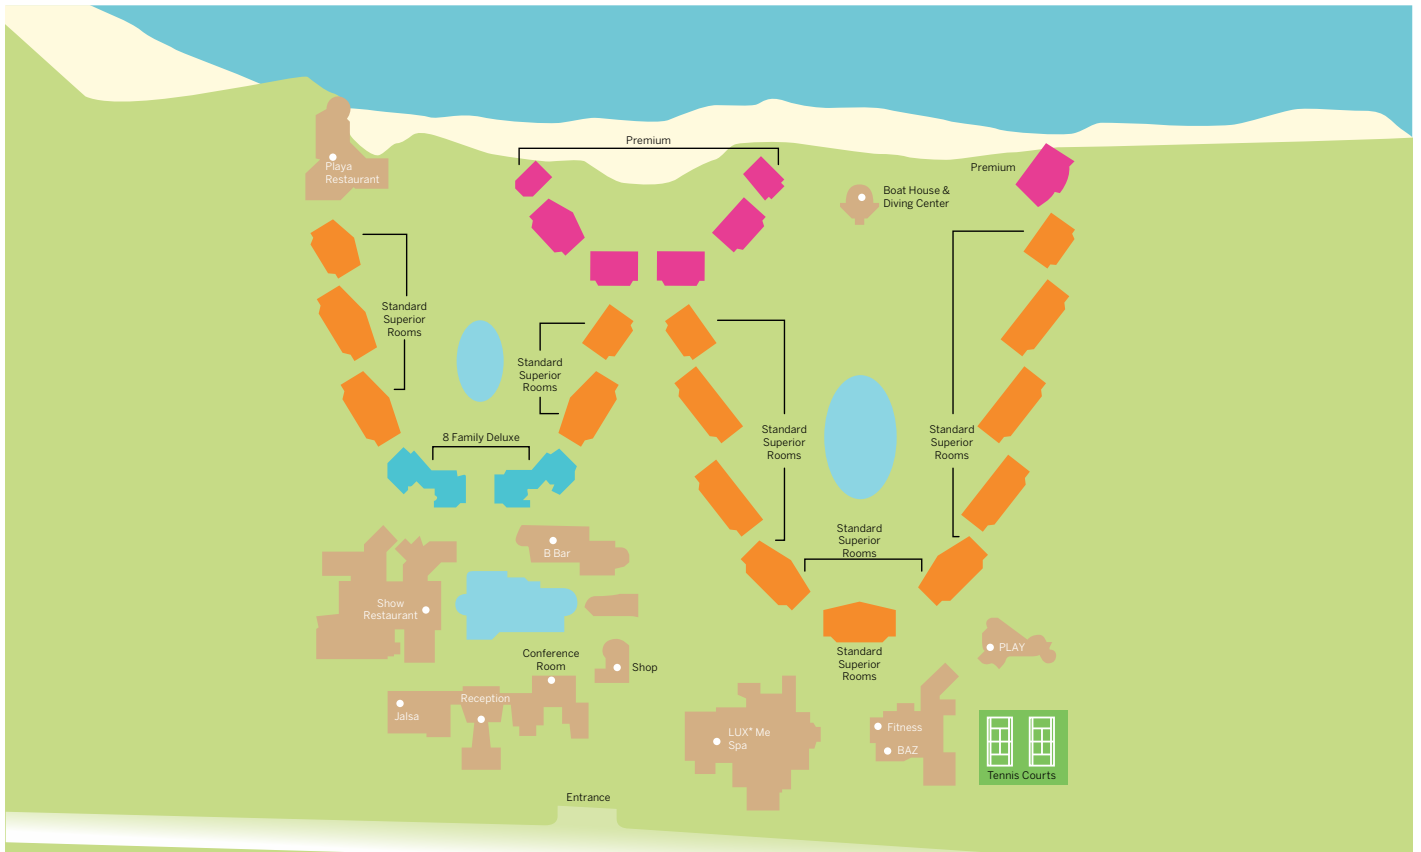 Premium
Premium
Playa
Restaurant
Boat House &
Diving Center
Standard
Superior
Rooms
Standard
Superior
Rooms
8 Family Deluxe
Standard
Superior
Rooms
Standard
Superior
Rooms
Standard
Superior
Rooms
B Bar
Show
Restaurant
Conference
Room
Shop
Standard
Superior
Rooms
PLAY
Reception
Jalsa
LUX* Me
Spa
Fitness
BAZ
Tennis Courts
Entrance